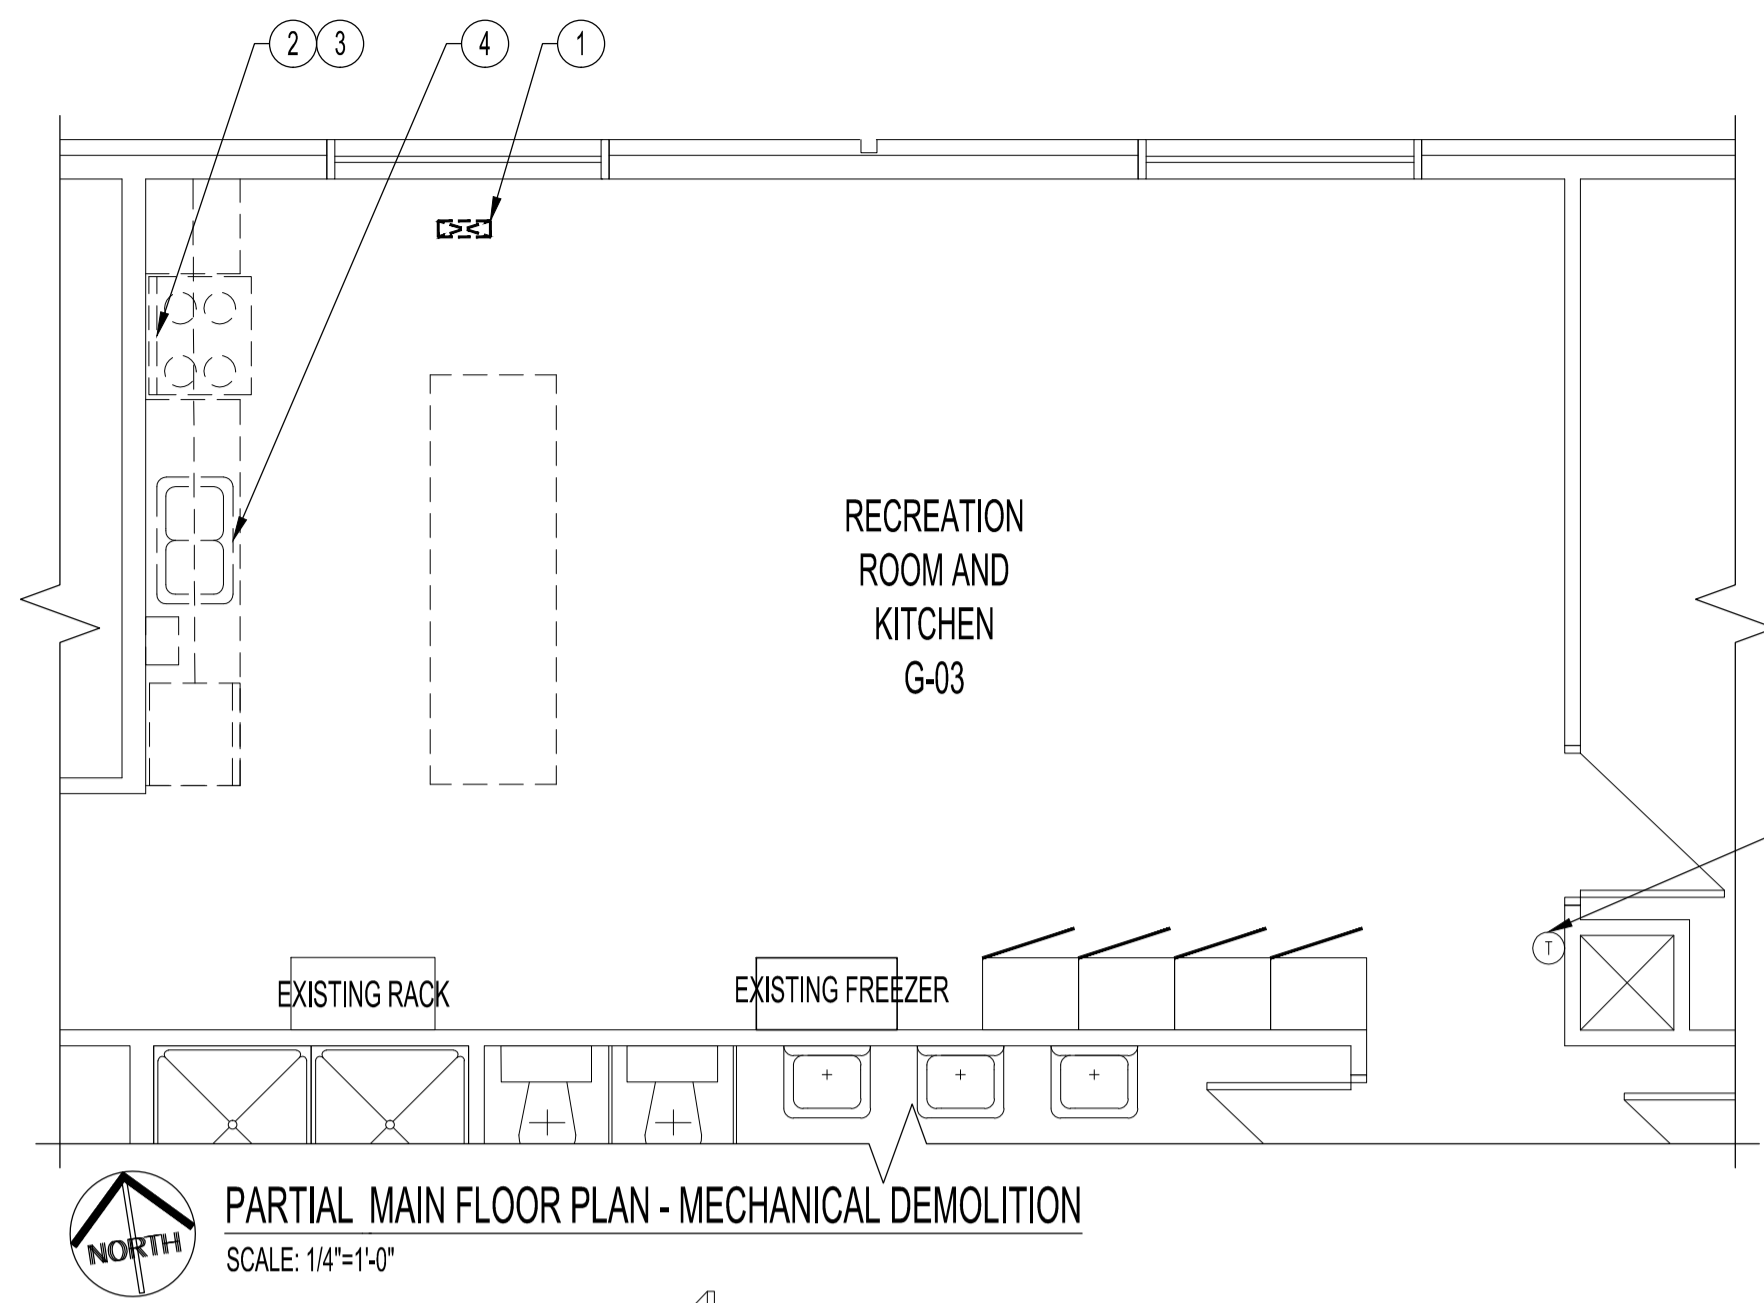 2 3
4
1
RECREATION
ROOM AND
KITCHEN
G-03
T
EXISTING RACK
EXISTING FREEZER
NORTH
PARTIAL MAIN FLOOR PLAN - MECHANICAL DEMOLITION
SCALE: 1/4"=1'-0"